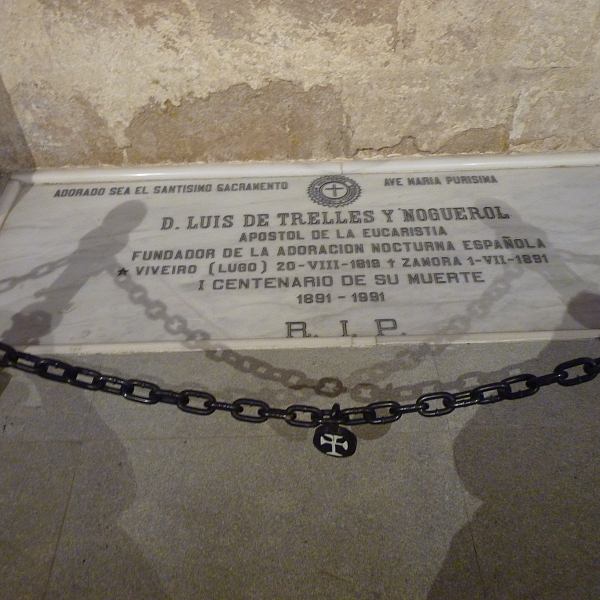 ADORADO SEA EL SANTISIMO SACRAMENTO AVE MARIA PURISIMA
D. LUIS DE TRELLES Y NOGUEROL
APOSTOL DE LA EUCARISTIA
FUNDADOR DE LA ADORACION NOCTURNA ESPAÑOLA
★ VIVEIRO (LUGO) 20-VIII-1819 ✝ ZAMORA 1-VII-1891
I CENTENARIO DE SU MUERTE
1891 - 1991
R. I. P.